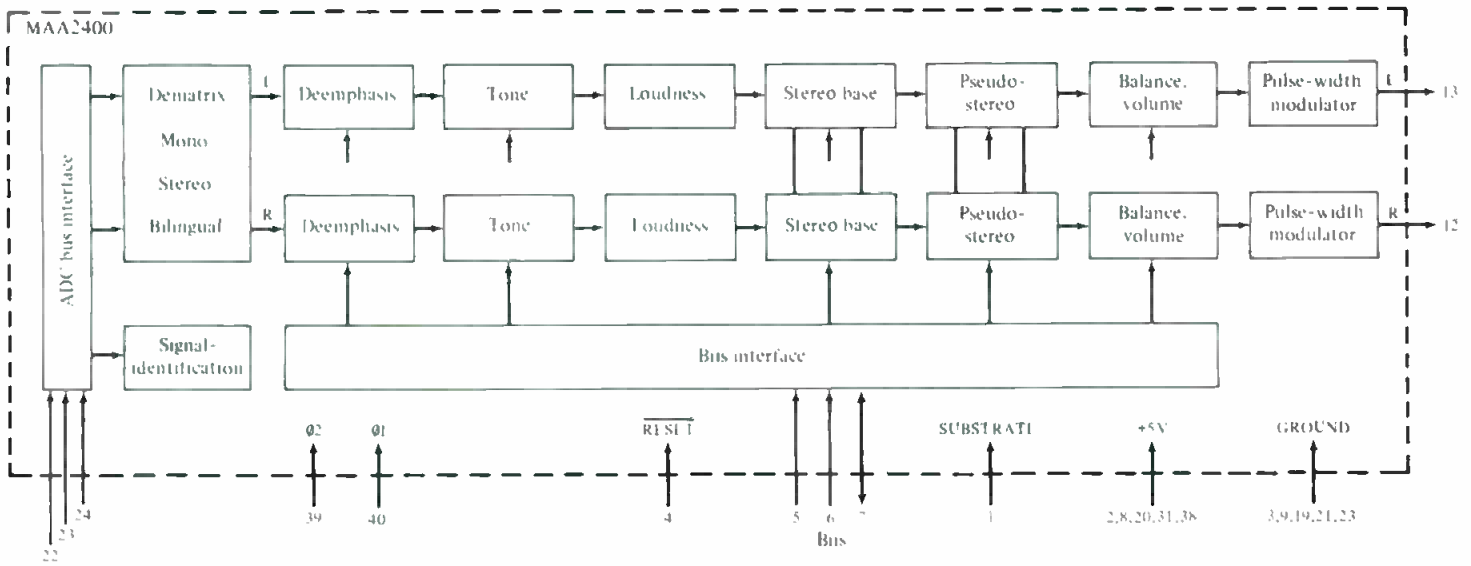 MAA2400
ADC bus interface
Dematrix
Mono
Stereo
Bilingual
L
R
Deemphasis
Tone
Loudness
Stereo base
Pseudo-
stereo
Balance,
volume
Pulse-width
modulator
L
13
Deemphasis
Tone
Loudness
Stereo base
Pseudo-
stereo
Balance,
volume
Pulse-width
modulator
R
12
Signal-
identification
Bus interface
Ø2
Ø1
RESET
SUBSTRATE
+5V
GROUND
22
23
24
39
40
4
5
6
7
Bus
1
2,8,20,31,38
3,9,19,21,23